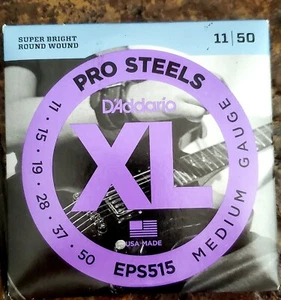 SUPER BRIGHT
ROUND WOUND
11/50
PRO STEELS
D'Addario
XL
11 • 15 • 19 • 28 • 37 • 50
MEDIUM GAUGE
USA MADE
EPS515